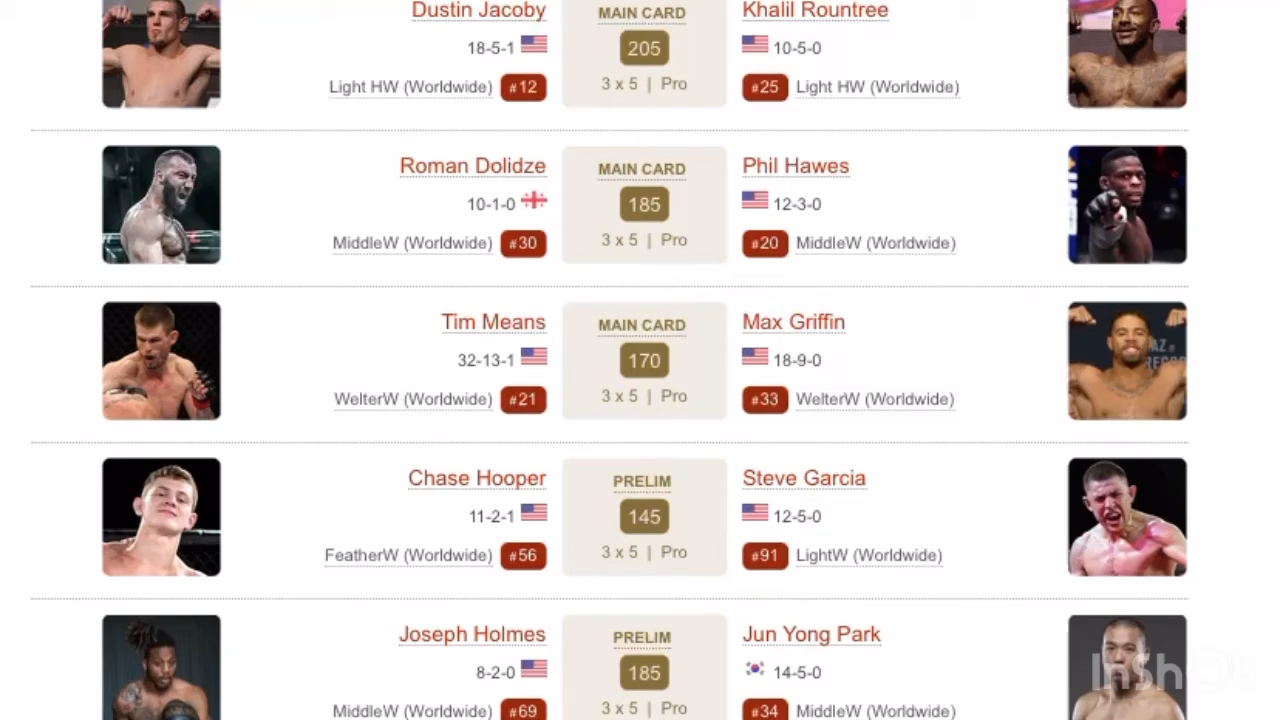 Dustin Jacoby MAIN CARD Khalil Rountree
18-5-1 205 10-5-0
Light HW (Worldwide) #12 3 x 5 | Pro #25 Light HW (Worldwide)
Roman Dolidze MAIN CARD Phil Hawes
10-1-0 185 12-3-0
MiddleW (Worldwide) #30 3 x 5 | Pro #20 MiddleW (Worldwide)
Tim Means MAIN CARD Max Griffin
32-13-1 170 18-9-0
WelterW (Worldwide) #21 3 x 5 | Pro #33 WelterW (Worldwide)
Chase Hooper PRELIM Steve Garcia
11-2-1 145 12-5-0
FeatherW (Worldwide) #56 3 x 5 | Pro #91 LightW (Worldwide)
Joseph Holmes PRELIM Jun Yong Park
8-2-0 185 14-5-0
MiddleW (Worldwide) #69 3 x 5 | Pro #34 MiddleW (Worldwide)